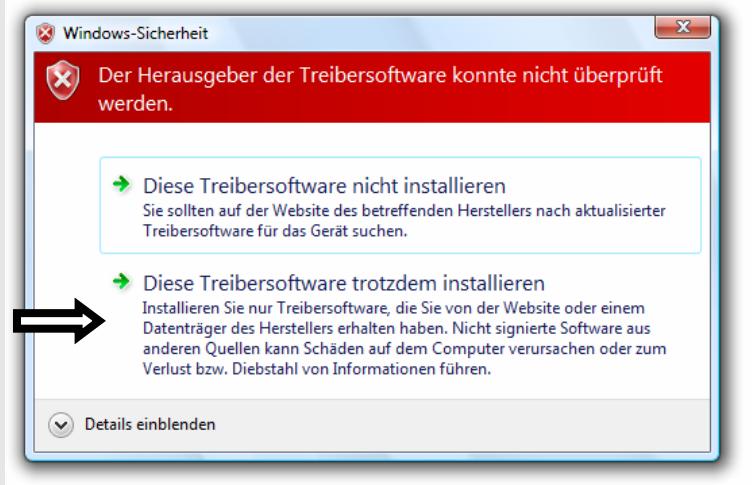 Windows-Sicherheit
Der Herausgeber der Treibersoftware konnte nicht überprüft
werden.
Diese Treibersoftware nicht installieren
Sie sollten auf der Website des betreffenden Herstellers nach aktualisierter
Treibersoftware für das Gerät suchen.
Diese Treibersoftware trotzdem installieren
Installieren Sie nur Treibersoftware, die Sie von der Website oder einem
Datenträger des Herstellers erhalten haben. Nicht signierte Software aus
anderen Quellen kann Schäden auf dem Computer verursachen oder zum
Verlust bzw. Diebstahl von Informationen führen.
Details einblenden